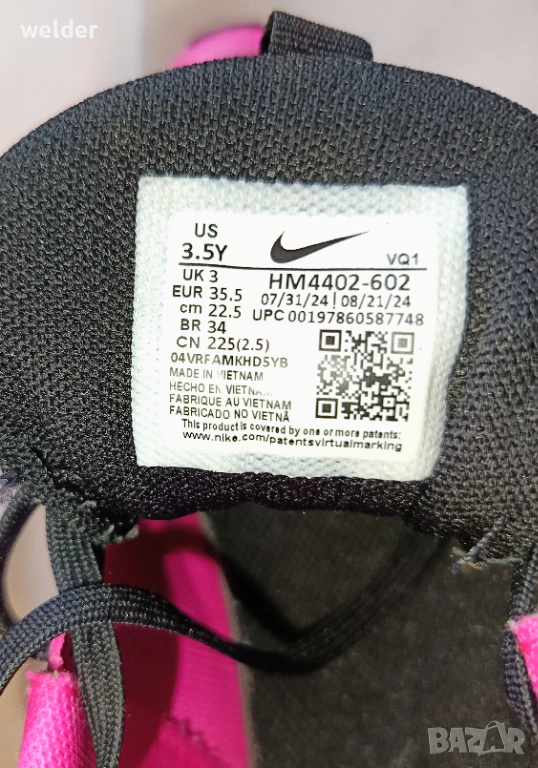 welder
US
3.5Y
VQ1
UK 3
HM4402-602
EUR 35.5
07/31/24 | 08/21/24
cm 22.5
UPC 00197860587748
BR 34
CN 225(2.5)
04VRFAMKHD5YB
MADE IN VIETNAM
HECHO EN VIETNAM
FABRIQUE AU VIETNAM
FABRICADO NO VIETNÃ
This product is covered by one or more patents:
www.nike.com/patentsvirtualmarking
BAZAR